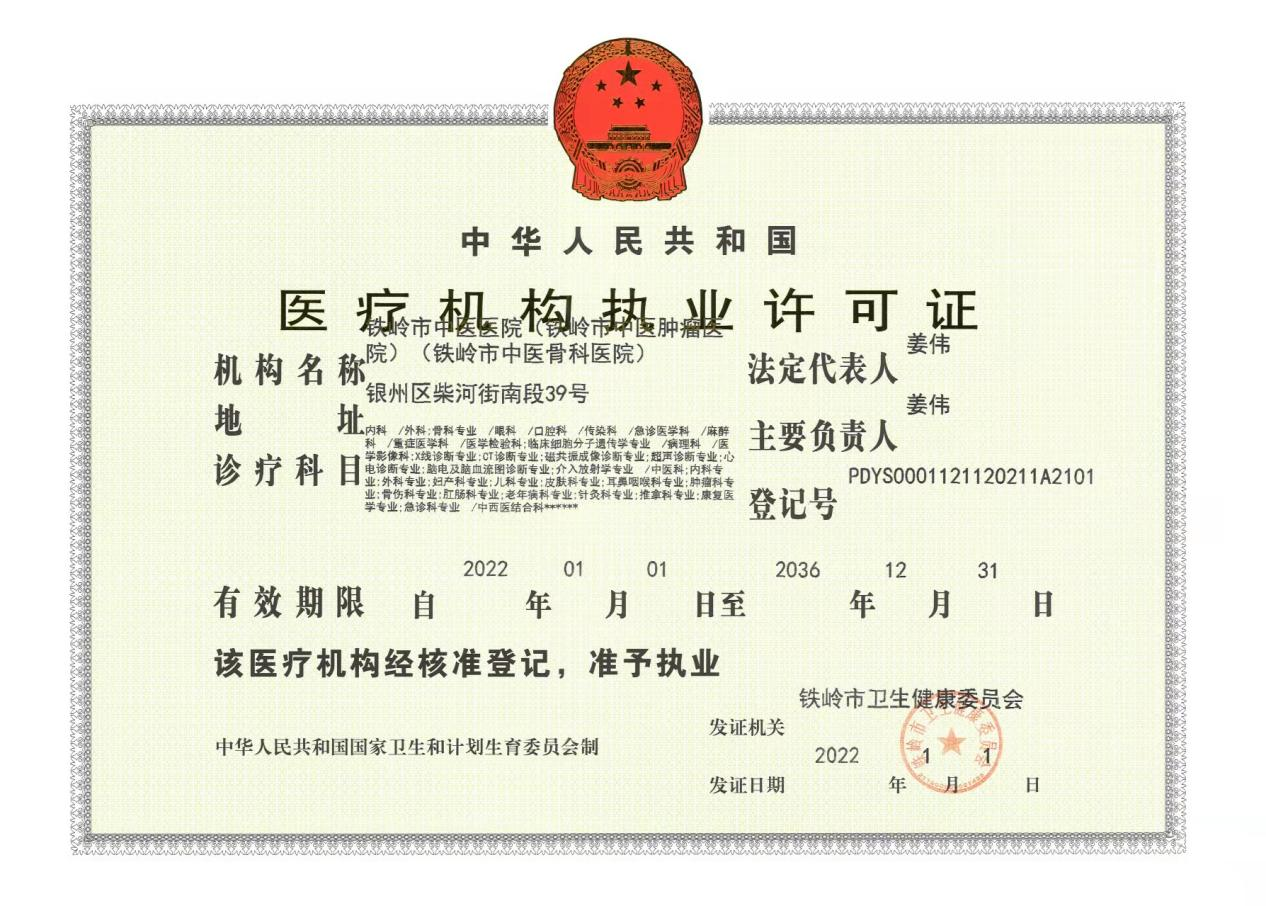 中华人民共和国
医疗机构执业许可证
机构名称
铁岭市中医医院（铁岭市中医肿瘤医
院）（铁岭市中医骨科医院）
法定代表人 姜伟
地址 银州区柴河街南段39号
主要负责人 姜伟
诊疗科目
内科 /外科;骨科专业 /眼科 /口腔科 /传染科 /急诊医学科 /麻醉
科 /重症医学科 /医学检验科;临床细胞分子遗传学专业 /病理科 /医
学影像科;X线诊断专业;CT诊断专业;磁共振成像诊断专业;超声诊断专业;心
电诊断专业;脑电及脑血流图诊断专业;介入放射学专业 /中医科;内科专
业;外科专业;妇产科专业;儿科专业;皮肤科专业;耳鼻咽喉科专业;肿瘤科专
业;骨伤科专业;肛肠科专业;老年病科专业;针灸科专业;推拿科专业;康复医
学专业;急诊科专业 /中西医结合科******
登记号 PDYS0001121120211A2101
有效期限 自 2022 年 01 月 01 日至 2036 年 12 月 31 日
该医疗机构经核准登记，准予执业
发证机关 铁岭市卫生健康委员会
中华人民共和国国家卫生和计划生育委员会制
发证日期 2022 年 1 月 1 日
铁岭市卫生健康委员会